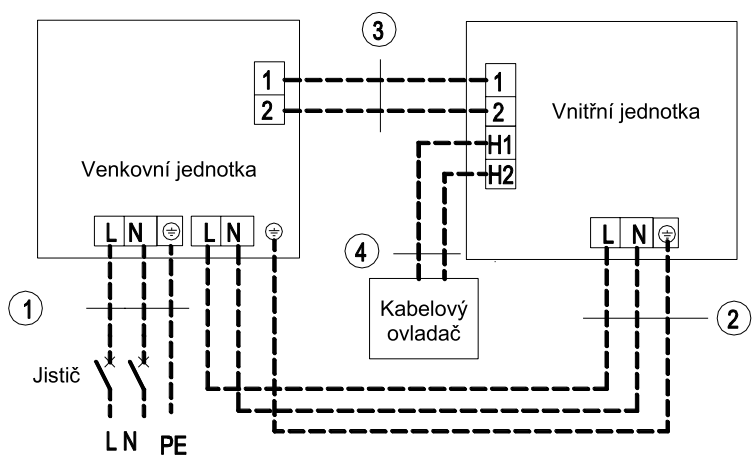 3
1
2
1
2
H1
H2
Venkovní jednotka
Vnitřní jednotka
L N
L N
L N
4
1
2
Kabelový
ovladač
Jistič
L N PE